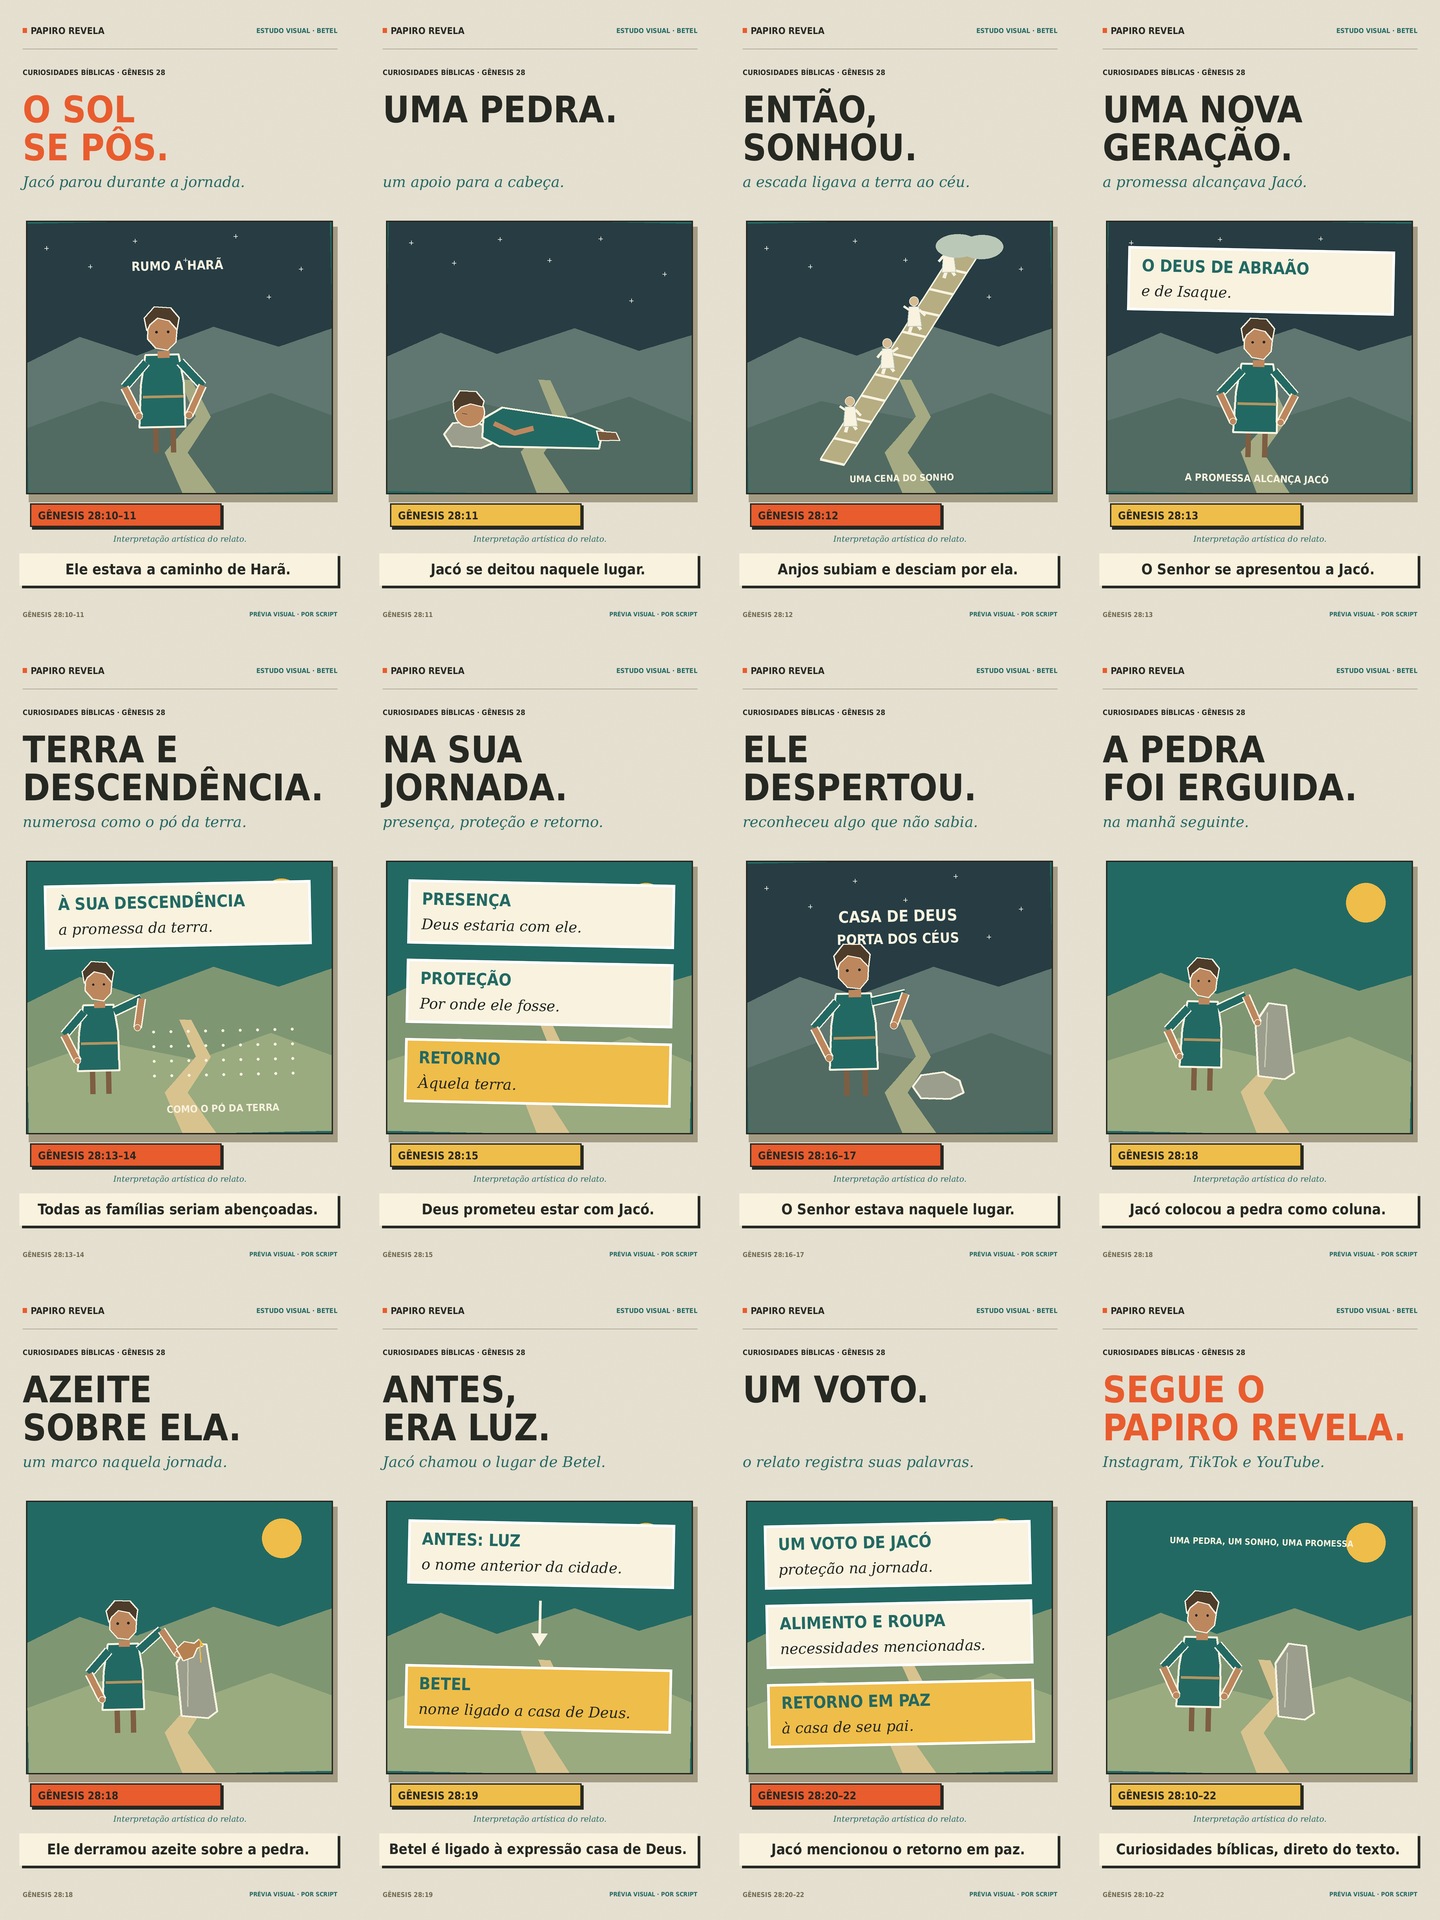 PAPIRO REVELA
ESTUDO VISUAL · BETEL
CURIOSIDADES BÍBLICAS · GÊNESIS 28
O SOL
SE PÔS.
Jacó parou durante a jornada.
RUMO A HARÃ
GÊNESIS 28:10–11
Interpretação artística do relato.
Ele estava a caminho de Harã.
GÊNESIS 28:10–11
PRÉVIA VISUAL · POR SCRIPT
PAPIRO REVELA
ESTUDO VISUAL · BETEL
CURIOSIDADES BÍBLICAS · GÊNESIS 28
UMA PEDRA.
um apoio para a cabeça.
GÊNESIS 28:11
Interpretação artística do relato.
Jacó se deitou naquele lugar.
GÊNESIS 28:11
PRÉVIA VISUAL · POR SCRIPT
PAPIRO REVELA
ESTUDO VISUAL · BETEL
CURIOSIDADES BÍBLICAS · GÊNESIS 28
ENTÃO,
SONHOU.
a escada ligava a terra ao céu.
UMA CENA DO SONHO
GÊNESIS 28:12
Interpretação artística do relato.
Anjos subiam e desciam por ela.
GÊNESIS 28:12
PRÉVIA VISUAL · POR SCRIPT
PAPIRO REVELA
ESTUDO VISUAL · BETEL
CURIOSIDADES BÍBLICAS · GÊNESIS 28
UMA NOVA
GERAÇÃO.
a promessa alcançava Jacó.
O DEUS DE ABRAÃO
e de Isaque.
A PROMESSA ALCANÇA JACÓ
GÊNESIS 28:13
Interpretação artística do relato.
O Senhor se apresentou a Jacó.
GÊNESIS 28:13
PRÉVIA VISUAL · POR SCRIPT
PAPIRO REVELA
ESTUDO VISUAL · BETEL
CURIOSIDADES BÍBLICAS · GÊNESIS 28
TERRA E
DESCENDÊNCIA.
numerosa como o pó da terra.
À SUA DESCENDÊNCIA
a promessa da terra.
COMO O PÓ DA TERRA
GÊNESIS 28:13–14
Interpretação artística do relato.
Todas as famílias seriam abençoadas.
GÊNESIS 28:13–14
PRÉVIA VISUAL · POR SCRIPT
PAPIRO REVELA
ESTUDO VISUAL · BETEL
CURIOSIDADES BÍBLICAS · GÊNESIS 28
NA SUA
JORNADA.
presença, proteção e retorno.
PRESENÇA
Deus estaria com ele.
PROTEÇÃO
Por onde ele fosse.
RETORNO
Àquela terra.
GÊNESIS 28:15
Interpretação artística do relato.
Deus prometeu estar com Jacó.
GÊNESIS 28:15
PRÉVIA VISUAL · POR SCRIPT
PAPIRO REVELA
ESTUDO VISUAL · BETEL
CURIOSIDADES BÍBLICAS · GÊNESIS 28
ELE
DESPERTOU.
reconheceu algo que não sabia.
CASA DE DEUS
PORTA DOS CÉUS
GÊNESIS 28:16–17
Interpretação artística do relato.
O Senhor estava naquele lugar.
GÊNESIS 28:16–17
PRÉVIA VISUAL · POR SCRIPT
PAPIRO REVELA
ESTUDO VISUAL · BETEL
CURIOSIDADES BÍBLICAS · GÊNESIS 28
A PEDRA
FOI ERGUIDA.
na manhã seguinte.
GÊNESIS 28:18
Interpretação artística do relato.
Jacó colocou a pedra como coluna.
GÊNESIS 28:18
PRÉVIA VISUAL · POR SCRIPT
PAPIRO REVELA
ESTUDO VISUAL · BETEL
CURIOSIDADES BÍBLICAS · GÊNESIS 28
AZEITE
SOBRE ELA.
um marco naquela jornada.
GÊNESIS 28:18
Interpretação artística do relato.
Ele derramou azeite sobre a pedra.
GÊNESIS 28:18
PRÉVIA VISUAL · POR SCRIPT
PAPIRO REVELA
ESTUDO VISUAL · BETEL
CURIOSIDADES BÍBLICAS · GÊNESIS 28
ANTES,
ERA LUZ.
Jacó chamou o lugar de Betel.
ANTES: LUZ
o nome anterior da cidade.
BETEL
nome ligado a casa de Deus.
GÊNESIS 28:19
Interpretação artística do relato.
Betel é ligado à expressão casa de Deus.
GÊNESIS 28:19
PRÉVIA VISUAL · POR SCRIPT
PAPIRO REVELA
ESTUDO VISUAL · BETEL
CURIOSIDADES BÍBLICAS · GÊNESIS 28
UM VOTO.
o relato registra suas palavras.
UM VOTO DE JACÓ
proteção na jornada.
ALIMENTO E ROUPA
necessidades mencionadas.
RETORNO EM PAZ
à casa de seu pai.
GÊNESIS 28:20–22
Interpretação artística do relato.
Jacó mencionou o retorno em paz.
GÊNESIS 28:20–22
PRÉVIA VISUAL · POR SCRIPT
PAPIRO REVELA
ESTUDO VISUAL · BETEL
CURIOSIDADES BÍBLICAS · GÊNESIS 28
SEGUE O
PAPIRO REVELA.
Instagram, TikTok e YouTube.
UMA PEDRA, UM SONHO, UMA PROMESSA
GÊNESIS 28:10–22
Interpretação artística do relato.
Curiosidades bíblicas, direto do texto.
GÊNESIS 28:10–22
PRÉVIA VISUAL · POR SCRIPT